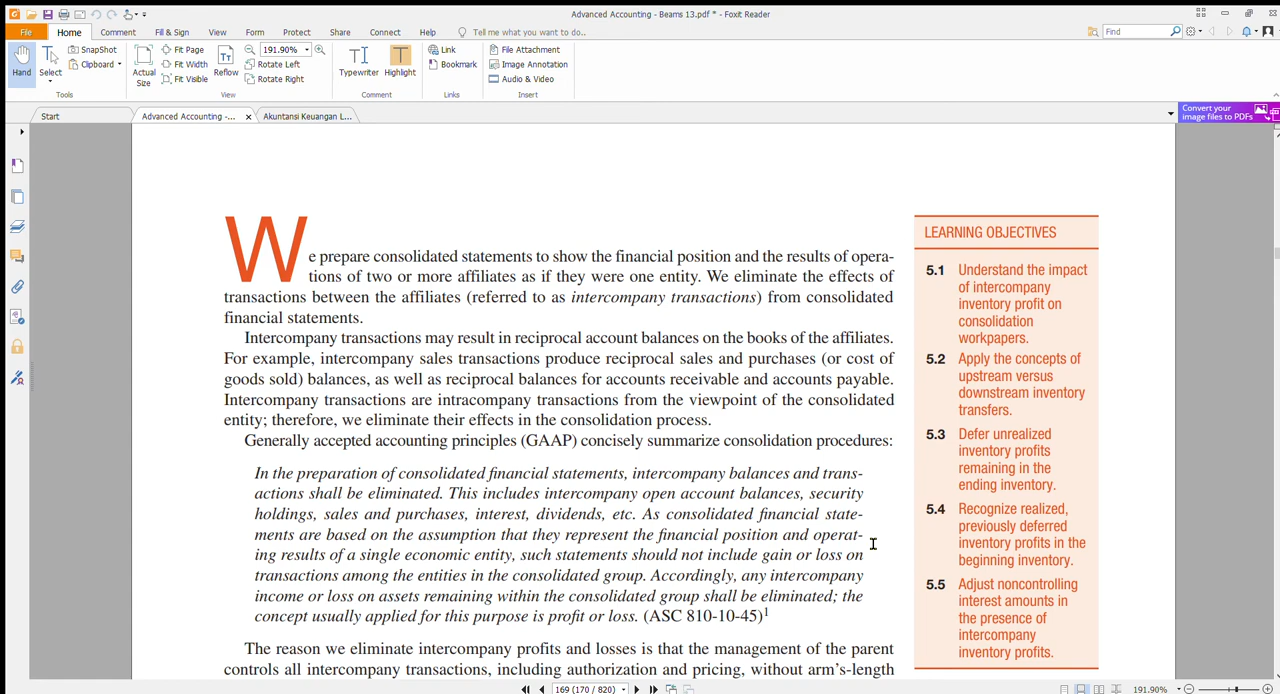 Advanced Accounting - Beams 13.pdf * - Foxit Reader
File Home Comment Fill & Sign View Form Protect Share Connect Help Tell me what you want to do.. Find
Hand
Select
SnapShot
Clipboard
Tools
Actual Size
Fit Page
Fit Width
Fit Visible
Reflow
191.90%
Rotate Left
Rotate Right
View
Typewriter
Highlight
Comment
Link
Bookmark
Links
File Attachment
Image Annotation
Audio & Video
Insert
Start Advanced Accounting -... Akuntansi Keuangan L...
Convert your
image files to PDFs
We prepare consolidated statements to show the financial position and the results of opera-
tions of two or more affiliates as if they were one entity. We eliminate the effects of
transactions between the affiliates (referred to as intercompany transactions) from consolidated
financial statements.
Intercompany transactions may result in reciprocal account balances on the books of the affiliates.
For example, intercompany sales transactions produce reciprocal sales and purchases (or cost of
goods sold) balances, as well as reciprocal balances for accounts receivable and accounts payable.
Intercompany transactions are intracompany transactions from the viewpoint of the consolidated
entity; therefore, we eliminate their effects in the consolidation process.
Generally accepted accounting principles (GAAP) concisely summarize consolidation procedures:
In the preparation of consolidated financial statements, intercompany balances and trans-
actions shall be eliminated. This includes intercompany open account balances, security
holdings, sales and purchases, interest, dividends, etc. As consolidated financial state-
ments are based on the assumption that they represent the financial position and operat-
ing results of a single economic entity, such statements should not include gain or loss on
transactions among the entities in the consolidated group. Accordingly, any intercompany
income or loss on assets remaining within the consolidated group shall be eliminated; the
concept usually applied for this purpose is profit or loss. (ASC 810-10-45)1
The reason we eliminate intercompany profits and losses is that the management of the parent
controls all intercompany transactions, including authorization and pricing, without arm's-length
LEARNING OBJECTIVES
5.1 Understand the impact
of intercompany
inventory profit on
consolidation
workpapers.
5.2 Apply the concepts of
upstream versus
downstream inventory
transfers.
5.3 Defer unrealized
inventory profits
remaining in the
ending inventory.
5.4 Recognize realized,
previously deferred
inventory profits in the
beginning inventory.
5.5 Adjust noncontrolling
interest amounts in
the presence of
intercompany
inventory profits.
169 (170 / 820)
191.90%